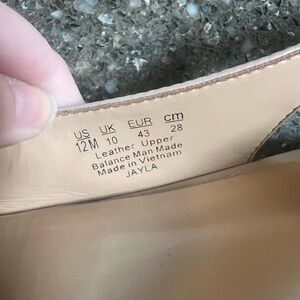 US UK EUR cm
12M 10 43 28
Leather Upper
Balance Man Made
Made in Vietnam
JAYLA